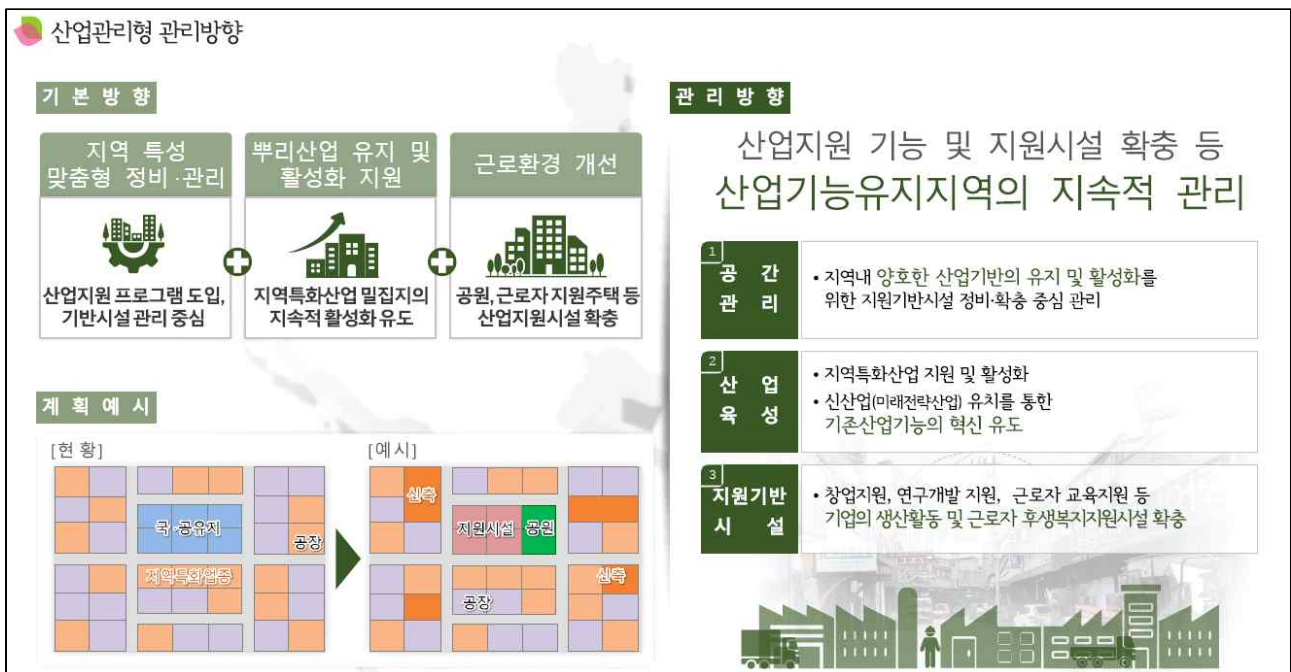 산업관리형 관리방향
기 본 방 향
지역 특성
맞춤형 정비·관리
산업지원 프로그램 도입,
기반시설 관리 중심
뿌리산업 유지 및
활성화 지원
지역특화산업 밀집지의
지속적 활성화 유도
근로환경 개선
공원, 근로자 지원주택 등
산업지원시설 확충
계 획 예 시
[현 황]
국·공유지
공장
지역특화업종
[예 시]
신축
지원시설
공원
공장
신축
관 리 방 향
산업지원 기능 및 지원시설 확충 등
산업기능유지지역의 지속적 관리
1
공 간
관 리
• 지역내 양호한 산업기반의 유지 및 활성화를
위한 지원기반시설 정비·확충 중심 관리
2
산 업
육 성
• 지역특화산업 지원 및 활성화
• 신산업(미래전략산업) 유치를 통한
기존산업기능의 혁신 유도
3
지원기반
시 설
• 창업지원, 연구개발 지원, 근로자 교육지원 등
기업의 생산활동 및 근로자 후생복지지원시설 확충